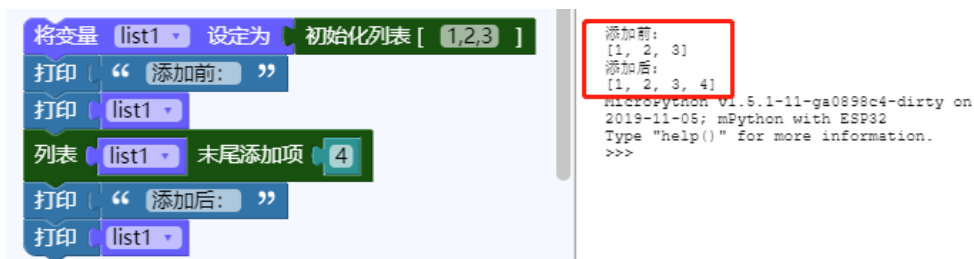 将变量 list1 设定为 初始化列表 [ 1,2,3 ]
打印 “ 添加前： ”
打印 list1
列表 list1 末尾添加项 4
打印 “ 添加后： ”
打印 list1
添加前：
[1, 2, 3]
添加后：
[1, 2, 3, 4]
MicroPython v1.5.1-11-ga0898c4-dirty on
2019-11-05; mPython with ESP32
Type "help()" for more information.
>>>